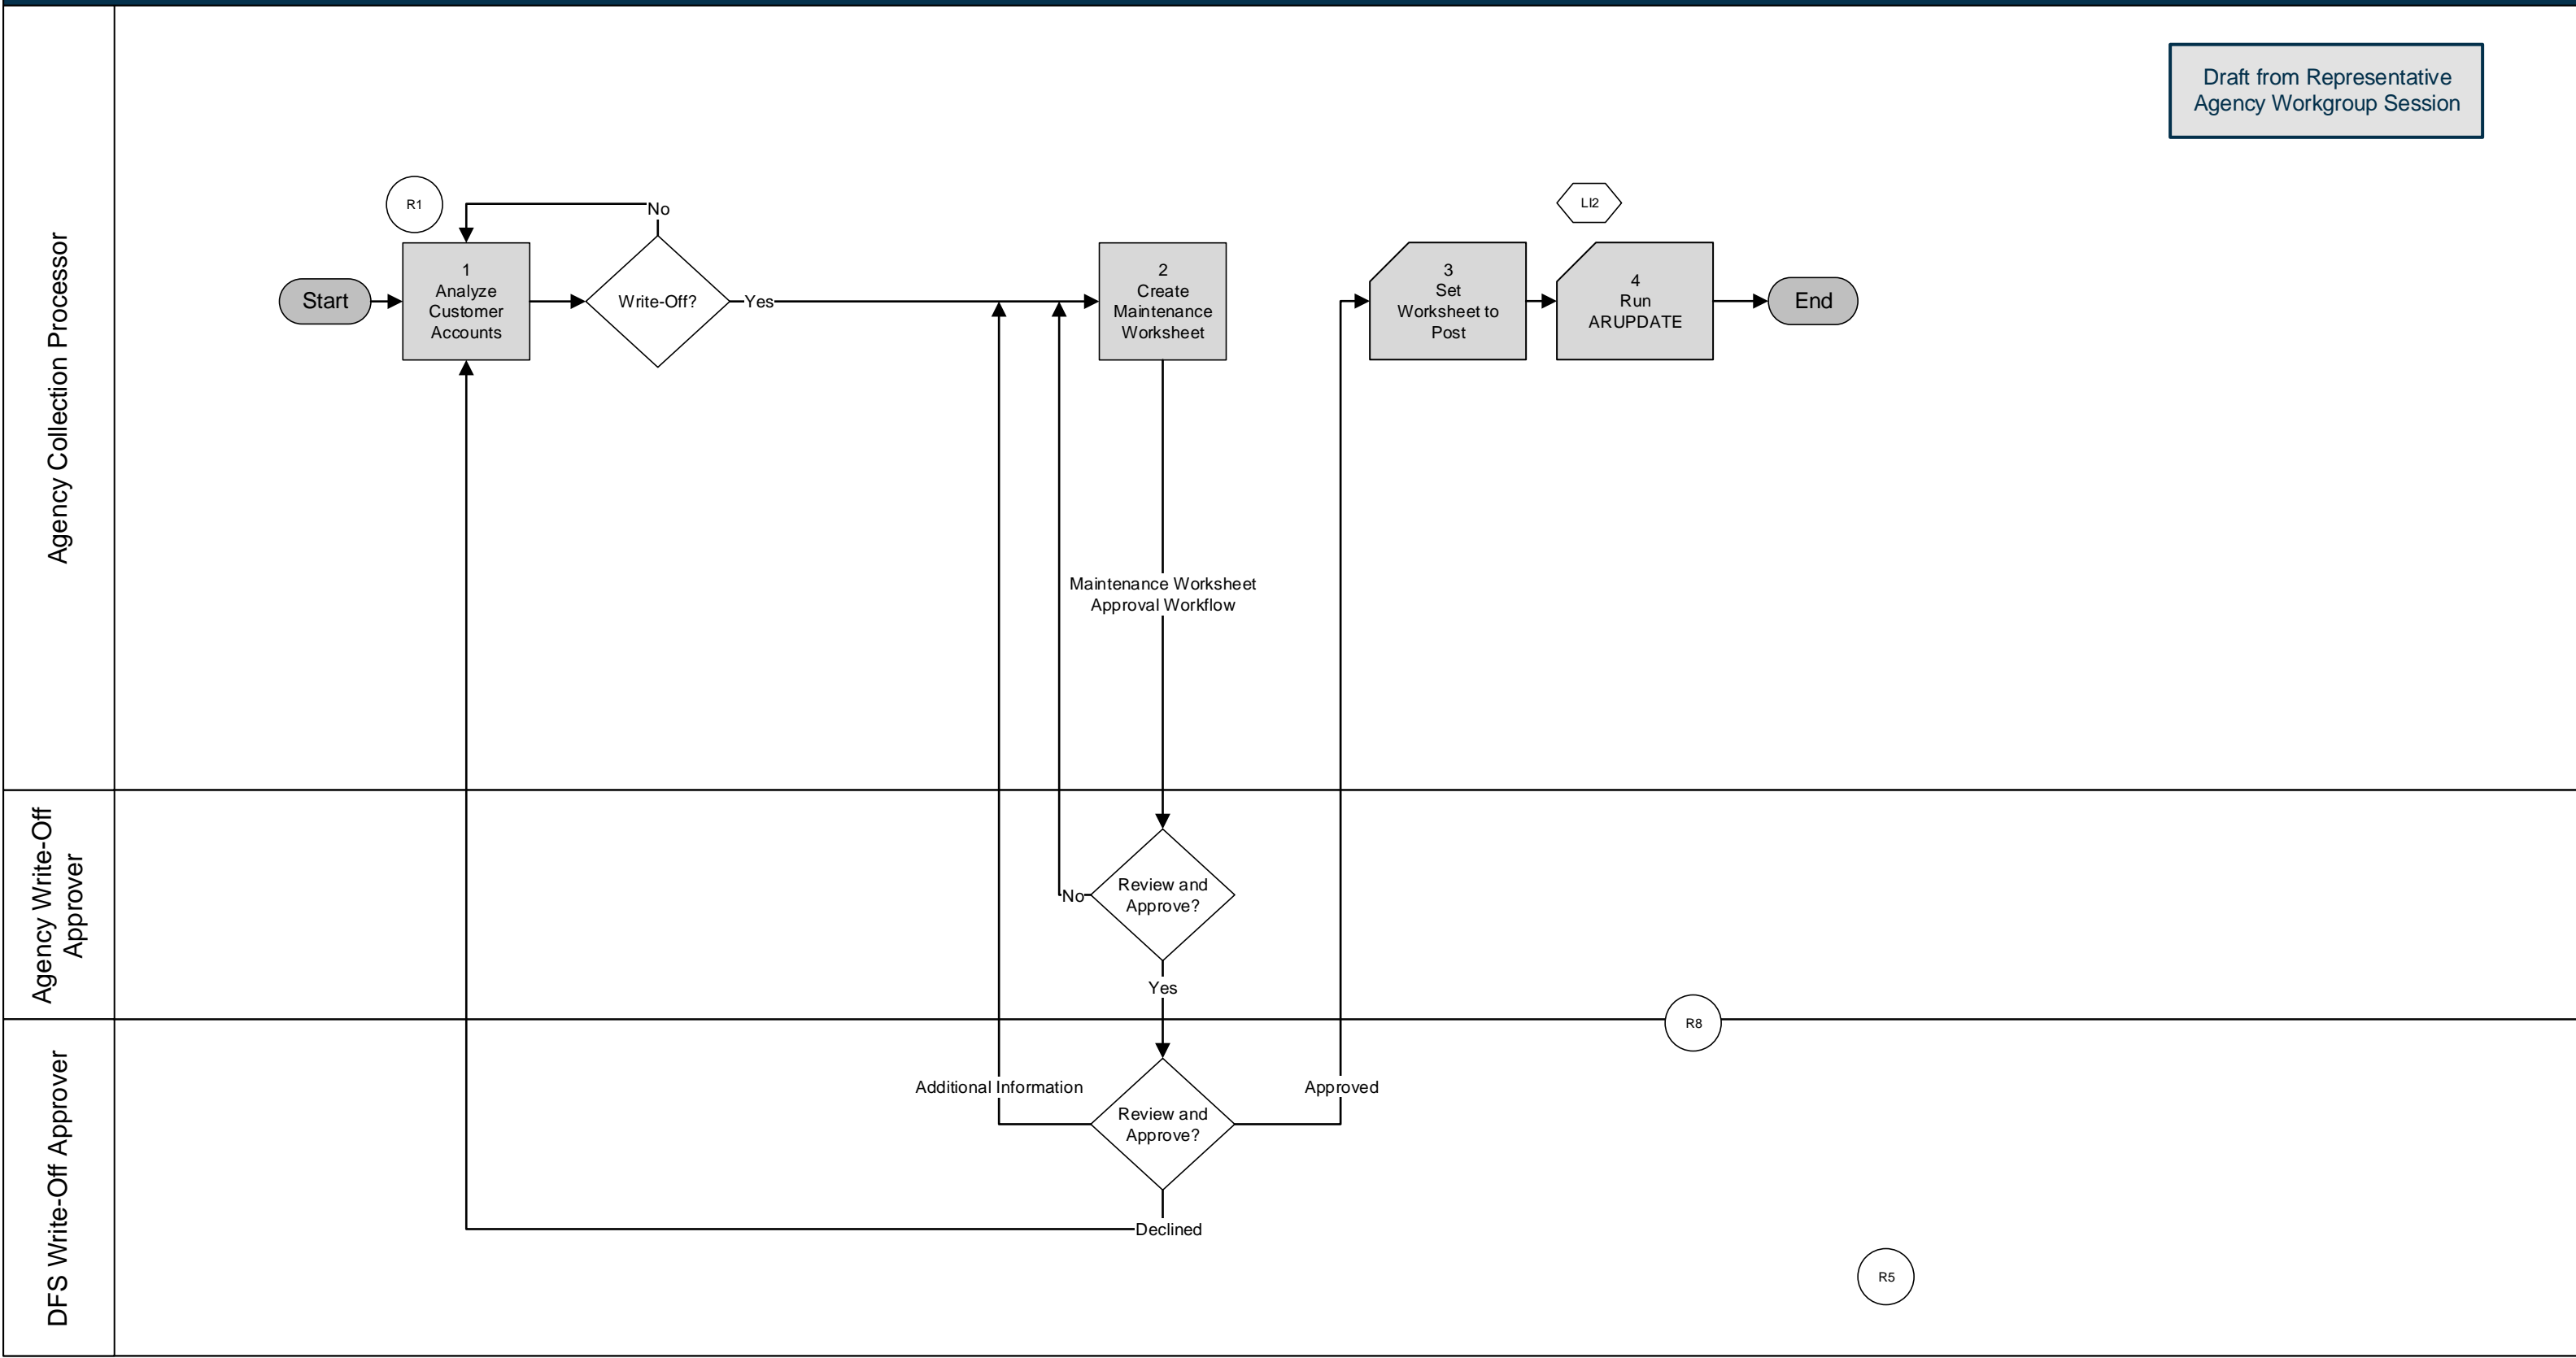 Draft from Representative
Agency Workgroup Session
Agency Collection Processor
R1
No
LI2
Start
1
Analyze
Customer
Accounts
Write-Off?
Yes
2
Create
Maintenance
Worksheet
3
Set
Worksheet to
Post
4
Run
ARUPDATE
End
Maintenance Worksheet
Approval Workflow
Agency Write-Off
Approver
Review and
Approve?
No
Yes
R8
DFS Write-Off Approver
Additional Information
Approved
Review and
Approve?
Declined
R5